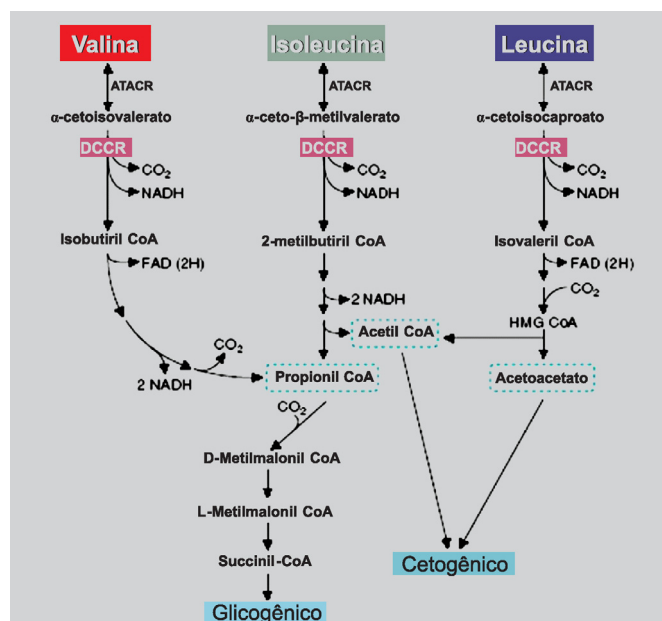 Valina Isoleucina Leucina
ATACR ATACR ATACR
α-cetoisovalerato α-ceto-β-metilvalerato α-cetoisocaproato
DCCR DCCR DCCR
CO₂ CO₂ CO₂
NADH NADH NADH
Isobutiril CoA 2-metilbutiril CoA Isovaleril CoA
FAD (2H) FAD (2H)
CO₂
2 NADH
HMG CoA
Acetil CoA
CO₂
Propionil CoA Acetoacetato
2 NADH
CO₂
D-Metilmalonil CoA
L-Metilmalonil CoA
Succinil-CoA
Cetogênico
Glicogênico